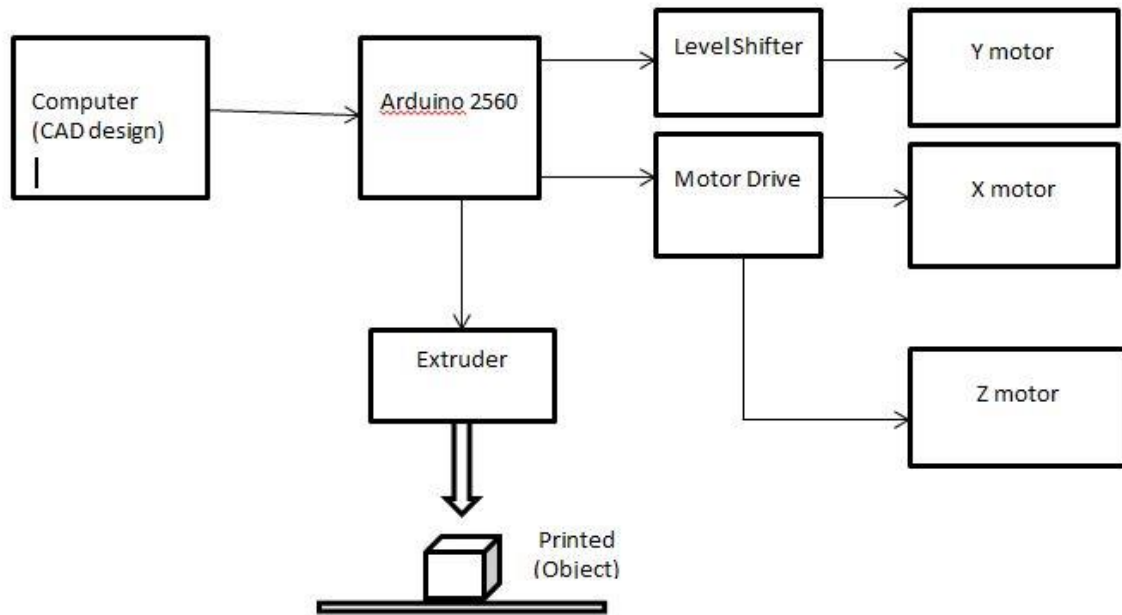 Computer
(CAD design)
Arduino 2560
Level Shifter
Y motor
Motor Drive
X motor
Extruder
Z motor
Printed
(Object)